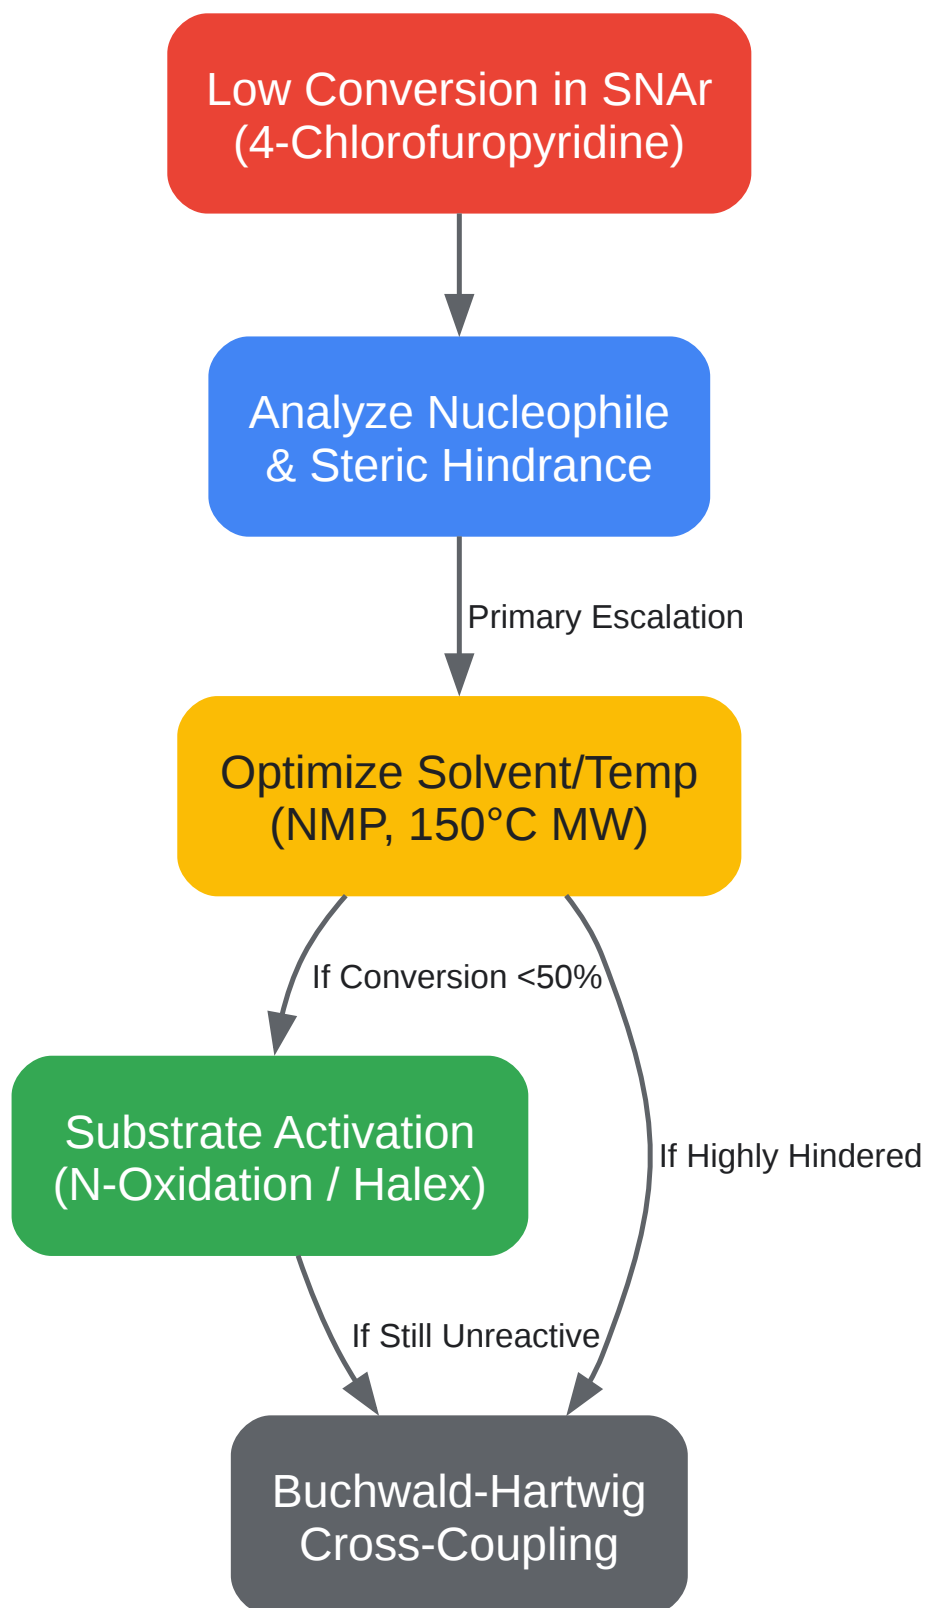 Low Conversion in SNAr
(4-Chlorofuropyridine)
Analyze Nucleophile
& Steric Hindrance
Primary Escalation
Optimize Solvent/Temp
(NMP, 150°C MW)
If Conversion <50%
Substrate Activation
(N-Oxidation / Halex)
If Highly Hindered
If Still Unreactive
Buchwald-Hartwig
Cross-Coupling